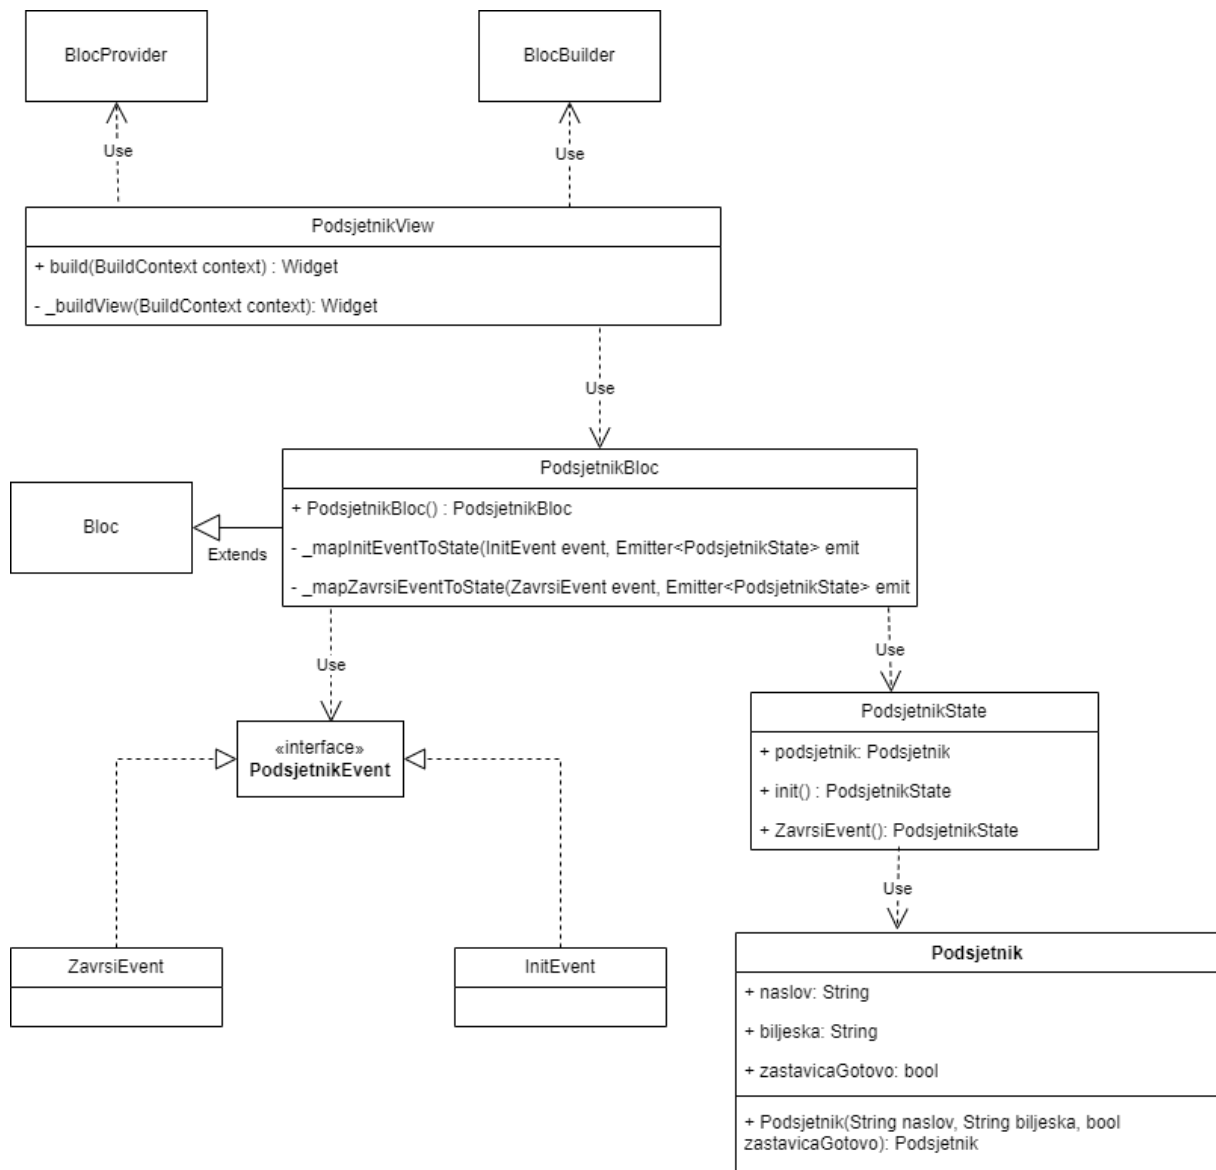 BlocProvider
BlocBuilder
Use
Use
PodsjetnikView
+ build(BuildContext context) : Widget
- _buildView(BuildContext context): Widget
Use
PodsjetnikBloc
+ PodsjetnikBloc() : PodsjetnikBloc
- _mapInitEventToState(InitEvent event, Emitter<PodsjetnikState> emit
- _mapZavrsiEventToState(ZavrsiEvent event, Emitter<PodsjetnikState> emit
Bloc
Extends
Use
Use
«interface»
PodsjetnikEvent
PodsjetnikState
+ podsjetnik: Podsjetnik
+ init() : PodsjetnikState
+ ZavrsiEvent(): PodsjetnikState
Use
ZavrsiEvent
InitEvent
Podsjetnik
+ naslov: String
+ biljeska: String
+ zastavicaGotovo: bool
+ Podsjetnik(String naslov, String biljeska, bool
zastavicaGotovo): Podsjetnik